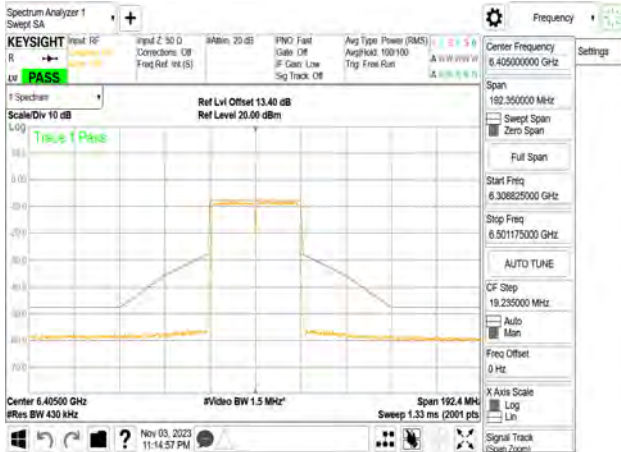 Spectrum Analyzer 1
Swept SA
+
Frequency
KEYSIGHT Input: RF
Input Z: 50 Ω
#Atten: 20 dB
PNO: Fast
Avg Type: Power (RMS)
R
Corrections: Off
Gate: Off
Avg|Hold: 100/100
Freq Ref: Int (S)
IF Gain: Low
Trig: Free Run
Sig Track: Off
LV PASS
Center Frequency
6.405000000 GHz
Settings
Span
192.350000 MHz
Swept Span
Zero Span
Full Span
Start Freq
6.308825000 GHz
Stop Freq
6.501175000 GHz
AUTO TUNE
CF Step
19.235000 MHz
Auto
Man
Freq Offset
0 Hz
X Axis Scale
Log
Lin
Signal Track
(Span Zoom)
1 Spectrum
Scale/Div 10 dB
Ref Lvl Offset 13.40 dB
Ref Level 20.00 dBm
Log
Trace 1 Pass
Center 6.40500 GHz
#Video BW 1.5 MHz*
Span 192.4 MHz
#Res BW 430 kHz
Sweep 1.33 ms (2001 pts
?
Nov 03, 2023
11:14:57 PM